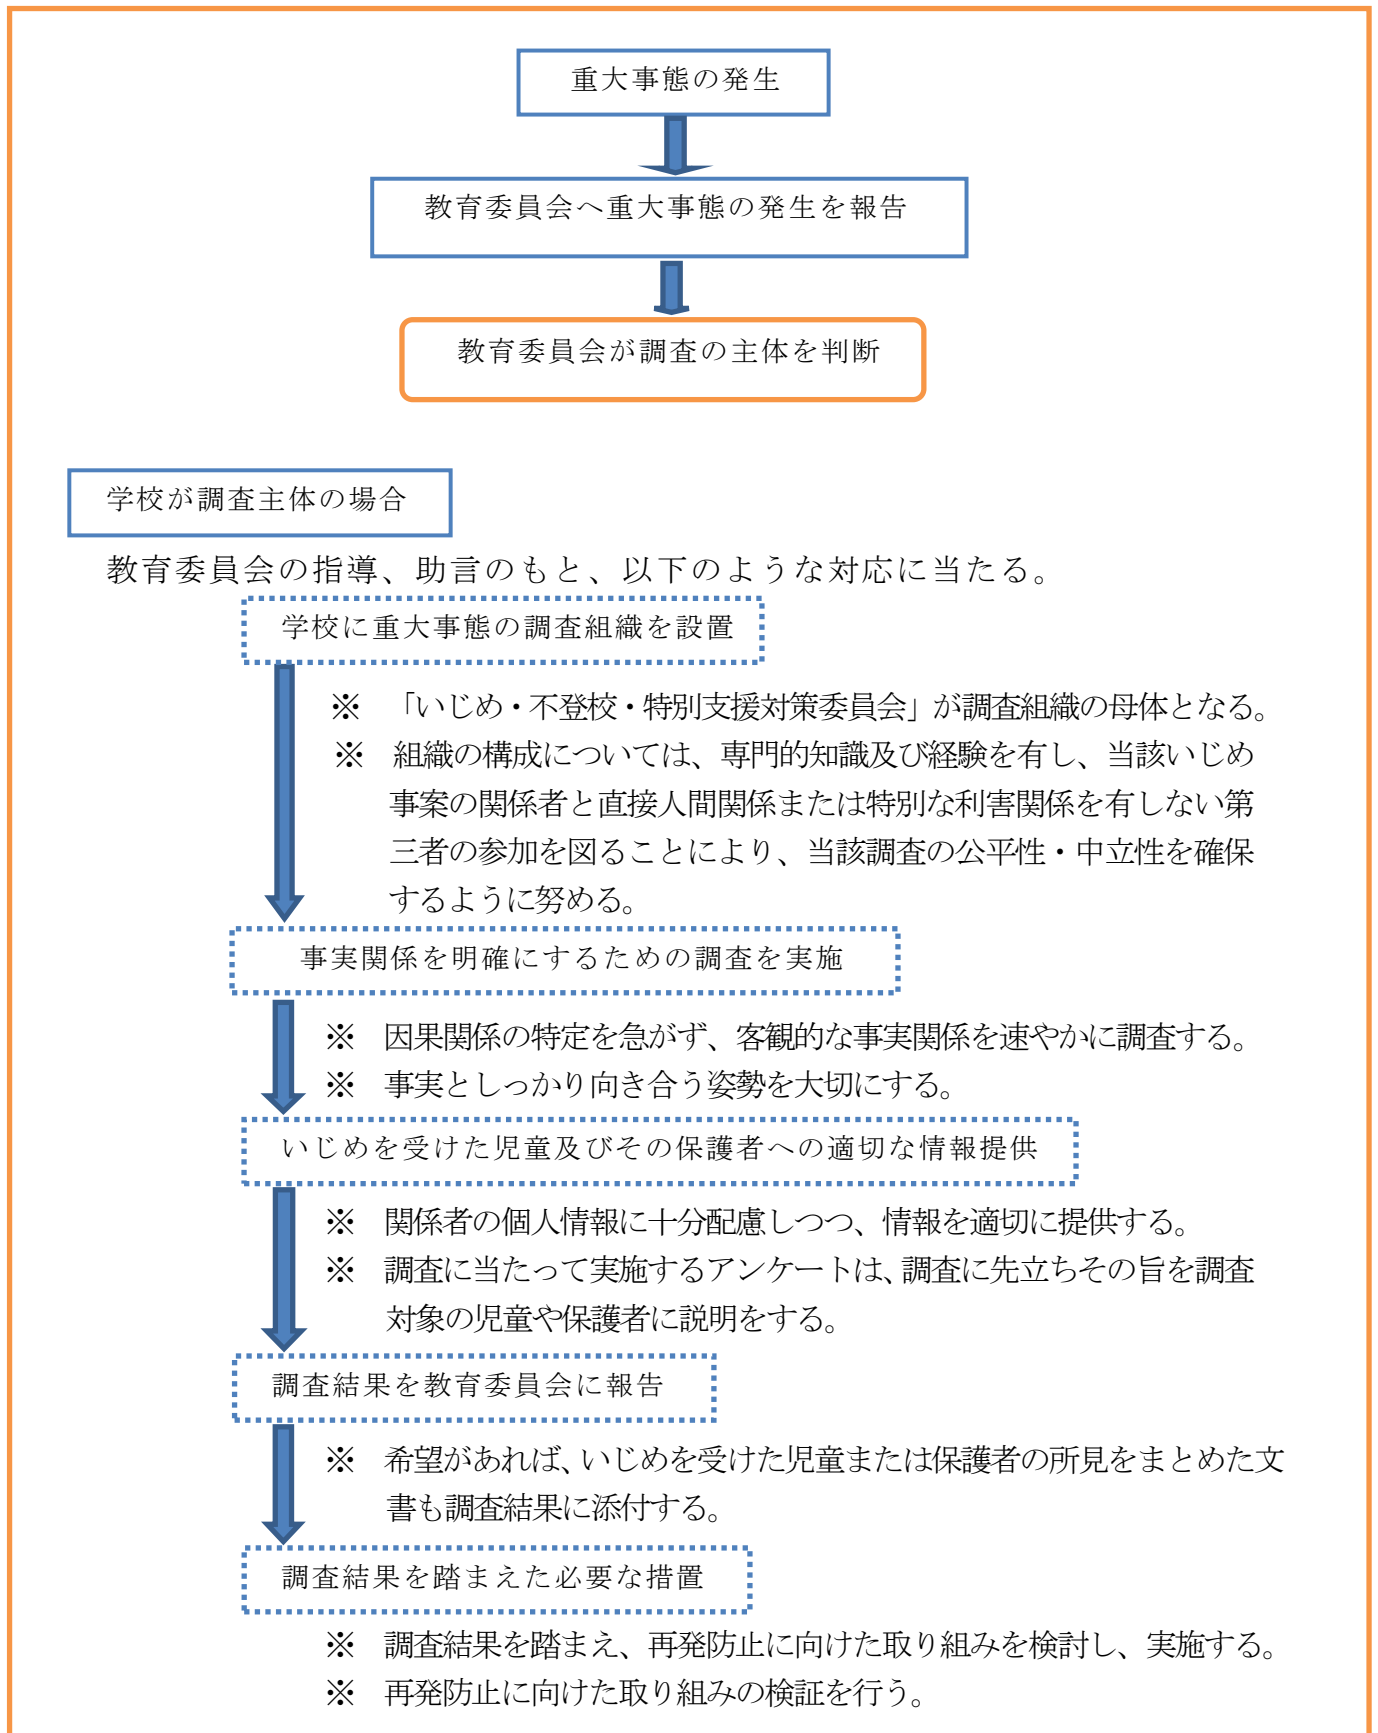 重大事態の発生
教育委員会へ重大事態の発生を報告
教育委員会が調査の主体を判断
学校が調査主体の場合
教育委員会の指導、助言のもと、以下のような対応に当たる。
学校に重大事態の調査組織を設置
※ 「いじめ・不登校・特別支援対策委員会」が調査組織の母体となる。
※ 組織の構成については、専門的知識及び経験を有し、当該いじめ
事案の関係者と直接人間関係または特別な利害関係を有しない第
三者の参加を図ることにより、当該調査の公平性・中立性を確保
するように努める。
事実関係を明確にするための調査を実施
※ 因果関係の特定を急がず、客観的な事実関係を速やかに調査する。
※ 事実としっかり向き合う姿勢を大切にする。
いじめを受けた児童及びその保護者への適切な情報提供
※ 関係者の個人情報に十分配慮しつつ、情報を適切に提供する。
※ 調査に当たって実施するアンケートは、調査に先立ちその旨を調査
対象の児童や保護者に説明をする。
調査結果を教育委員会に報告
※ 希望があれば、いじめを受けた児童または保護者の所見をまとめた文
書も調査結果に添付する。
調査結果を踏まえた必要な措置
※ 調査結果を踏まえ、再発防止に向けた取り組みを検討し、実施する。
※ 再発防止に向けた取り組みの検証を行う。